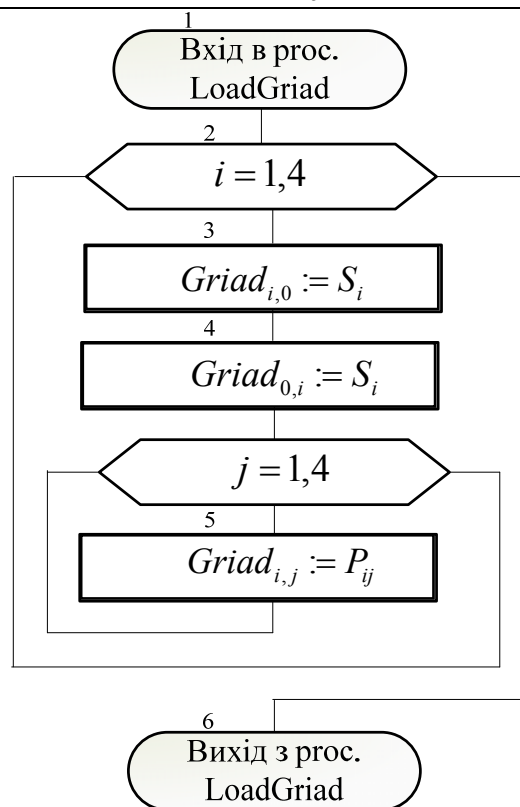 1
Вхід в proc.
LoadGriad
2
i = 1,4
3
Griad_{i,0} := S_i
4
Griad_{0,i} := S_i
j = 1,4
5
Griad_{i,j} := P_{ij}
6
Вихід з proc.
LoadGriad